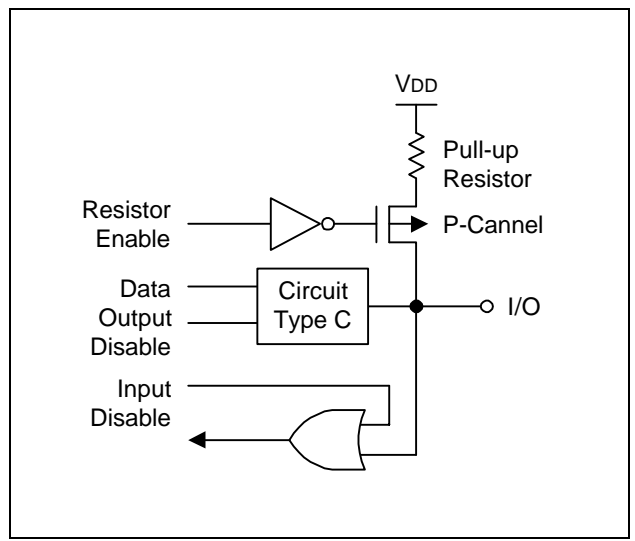 VDD
Pull-up
Resistor
Resistor
Enable
P-Cannel
Data
Output
Disable
Circuit
Type C
I/O
Input
Disable